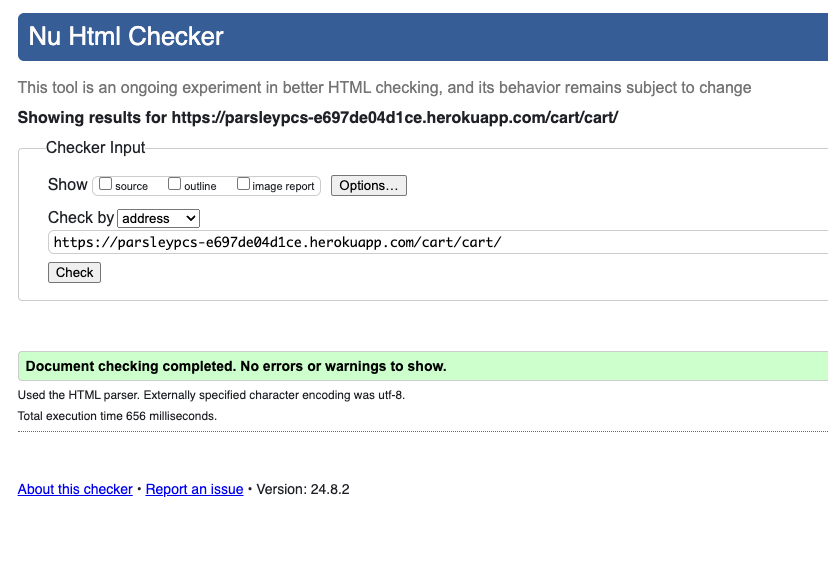 Nu Html Checker
This tool is an ongoing experiment in better HTML checking, and its behavior remains subject to change
Showing results for https://parsleypcs-e697de04d1ce.herokuapp.com/cart/cart/
Checker Input
Show source outline image report Options…
Check by address
https://parsleypcs-e697de04d1ce.herokuapp.com/cart/cart/
Check
Document checking completed. No errors or warnings to show.
Used the HTML parser. Externally specified character encoding was utf-8.
Total execution time 656 milliseconds.
About this checker • Report an issue • Version: 24.8.2